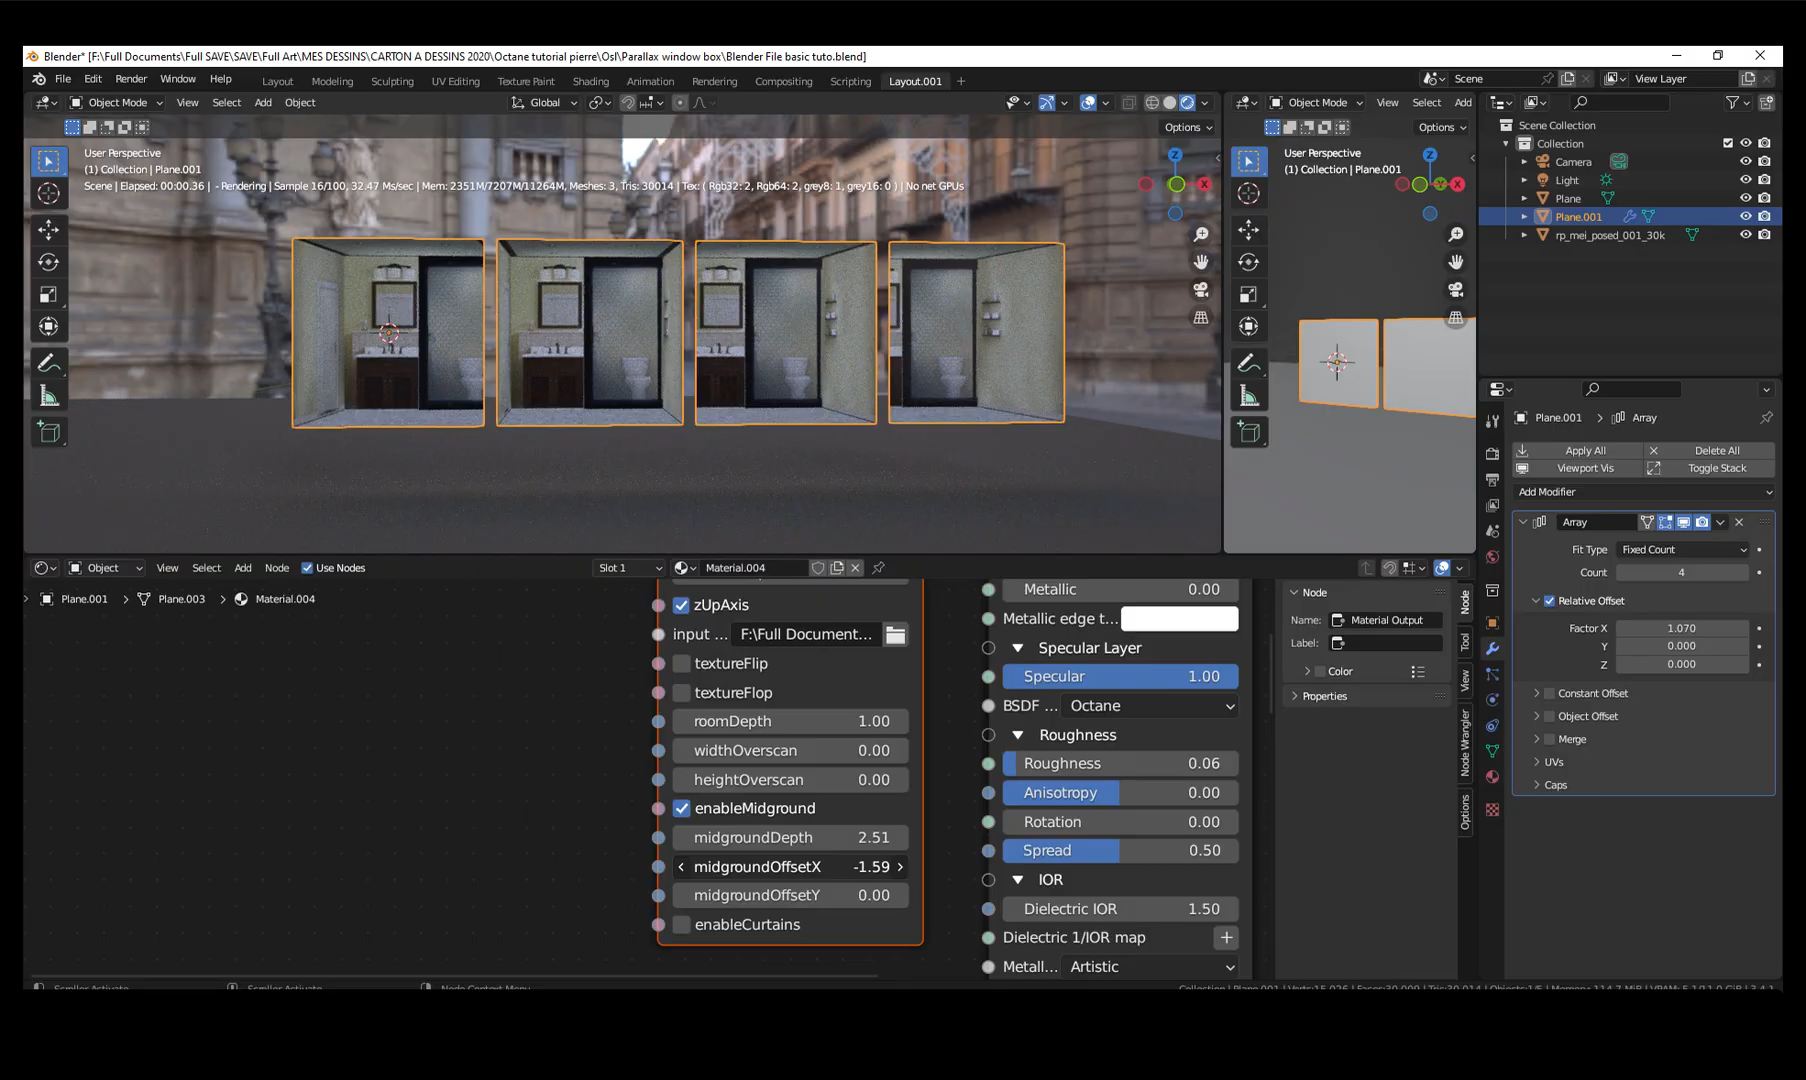 Blender* [F:\Full Documents\Full SAVE\SAVE\Full Art\MES DESSINS\CARTON A DESSINS 2020\Octane tutorial pierre\Osl\Parallax window box\Blender File basic tuto.blend]
File Edit Render Window Help Layout Modeling Sculpting UV Editing Texture Paint Shading Animation Rendering Compositing Scripting Layout.001 + Scene View Layer
Object Mode View Select Add Object Global Object Mode View Select Add
Options Options
Scene Collection
Collection
Camera
Light
Plane
Plane.001
rp_mei_posed_001_30k
User Perspective
(1) Collection | Plane.001
Scene | Elapsed: 00:00.36 | - Rendering | Sample 16/100, 32.47 Ms/sec | Mem: 2351M/7207M/11264M, Meshes: 3, Tris: 30014 | Tex: ( Rgb32: 2, Rgb64: 2, grey8: 1, grey16: 0 ) | No net GPUs
Z
X
User Perspective
(1) Collection | Plane.001
Z
Y
X
Plane.001 > Array
Apply All Delete All
Viewport Vis Toggle Stack
Add Modifier
Array
Fit Type Fixed Count
Count 4
Relative Offset
Factor X 1.070
Y 0.000
Z 0.000
Constant Offset
Object Offset
Merge
UVs
Caps
Object View Select Add Node Use Nodes Slot 1 Material.004
Plane.001 > Plane.003 > Material.004
zUpAxis
input ... F:\Full Document...
textureFlip
textureFlop
roomDepth 1.00
widthOverscan 0.00
heightOverscan 0.00
enableMidground
midgroundDepth 2.51
midgroundOffsetX -1.59
midgroundOffsetY 0.00
enableCurtains
Metallic 0.00
Metallic edge t...
Specular Layer
Specular 1.00
BSDF ... Octane
Roughness
Roughness 0.06
Anisotropy 0.00
Rotation 0.00
Spread 0.50
IOR
Dielectric IOR 1.50
Dielectric 1/IOR map +
Metall... Artistic
Node
Name: Material Output
Label:
Color
Properties
Node
Tool
View
Node Wrangler
Options
Scroller Activate Scroller Activate Node Context Menu